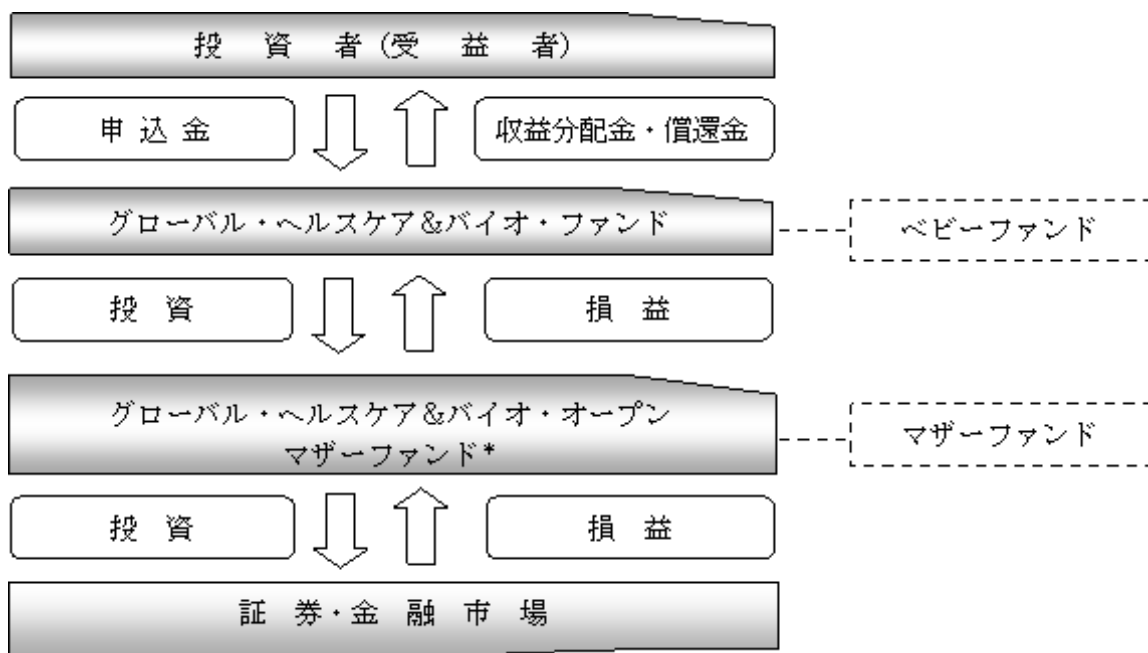 投資者(受益者)
申込金
収益分配金・償還金
グローバル・ヘルスケア&バイオ・ファンド
ベビーファンド
投資
損益
グローバル・ヘルスケア&バイオ・オープン
マザーファンド*
マザーファンド
投資
損益
証券・金融市場